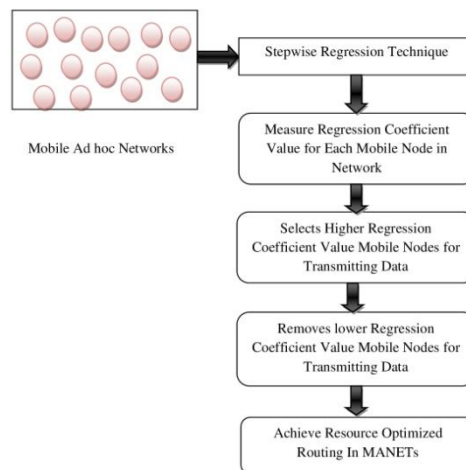 Stepwise Regression Technique
Mobile Ad hoc Networks
Measure Regression Coefficient
Value for Each Mobile Node in
Network
Selects Higher Regression
Coefficient Value Mobile Nodes for
Transmitting Data
Removes lower Regression
Coefficient Value Mobile Nodes for
Transmitting Data
Achieve Resource Optimized
Routing In MANETs